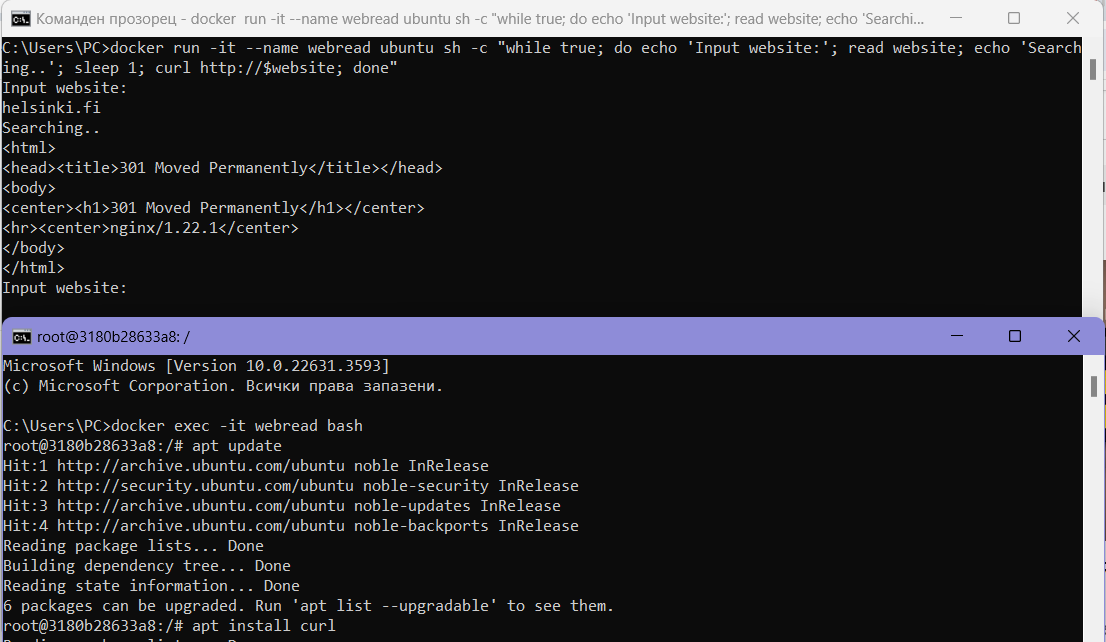 Команден прозорец - docker  run -it --name webread ubuntu sh -c "while true; do echo 'Input website:'; read website; echo 'Searchi...
C:\Users\PC>docker run -it --name webread ubuntu sh -c "while true; do echo 'Input website:'; read website; echo 'Search
ing..'; sleep 1; curl http://$website; done"
Input website:
helsinki.fi
Searching..
<html>
<head><title>301 Moved Permanently</title></head>
<body>
<center><h1>301 Moved Permanently</h1></center>
<hr><center>nginx/1.22.1</center>
</body>
</html>
Input website:
root@3180b28633a8: /
Microsoft Windows [Version 10.0.22631.3593]
(c) Microsoft Corporation. Всички права запазени.
C:\Users\PC>docker exec -it webread bash
root@3180b28633a8:/# apt update
Hit:1 http://archive.ubuntu.com/ubuntu noble InRelease
Hit:2 http://security.ubuntu.com/ubuntu noble-security InRelease
Hit:3 http://archive.ubuntu.com/ubuntu noble-updates InRelease
Hit:4 http://archive.ubuntu.com/ubuntu noble-backports InRelease
Reading package lists... Done
Building dependency tree... Done
Reading state information... Done
6 packages can be upgraded. Run 'apt list --upgradable' to see them.
root@3180b28633a8:/# apt install curl